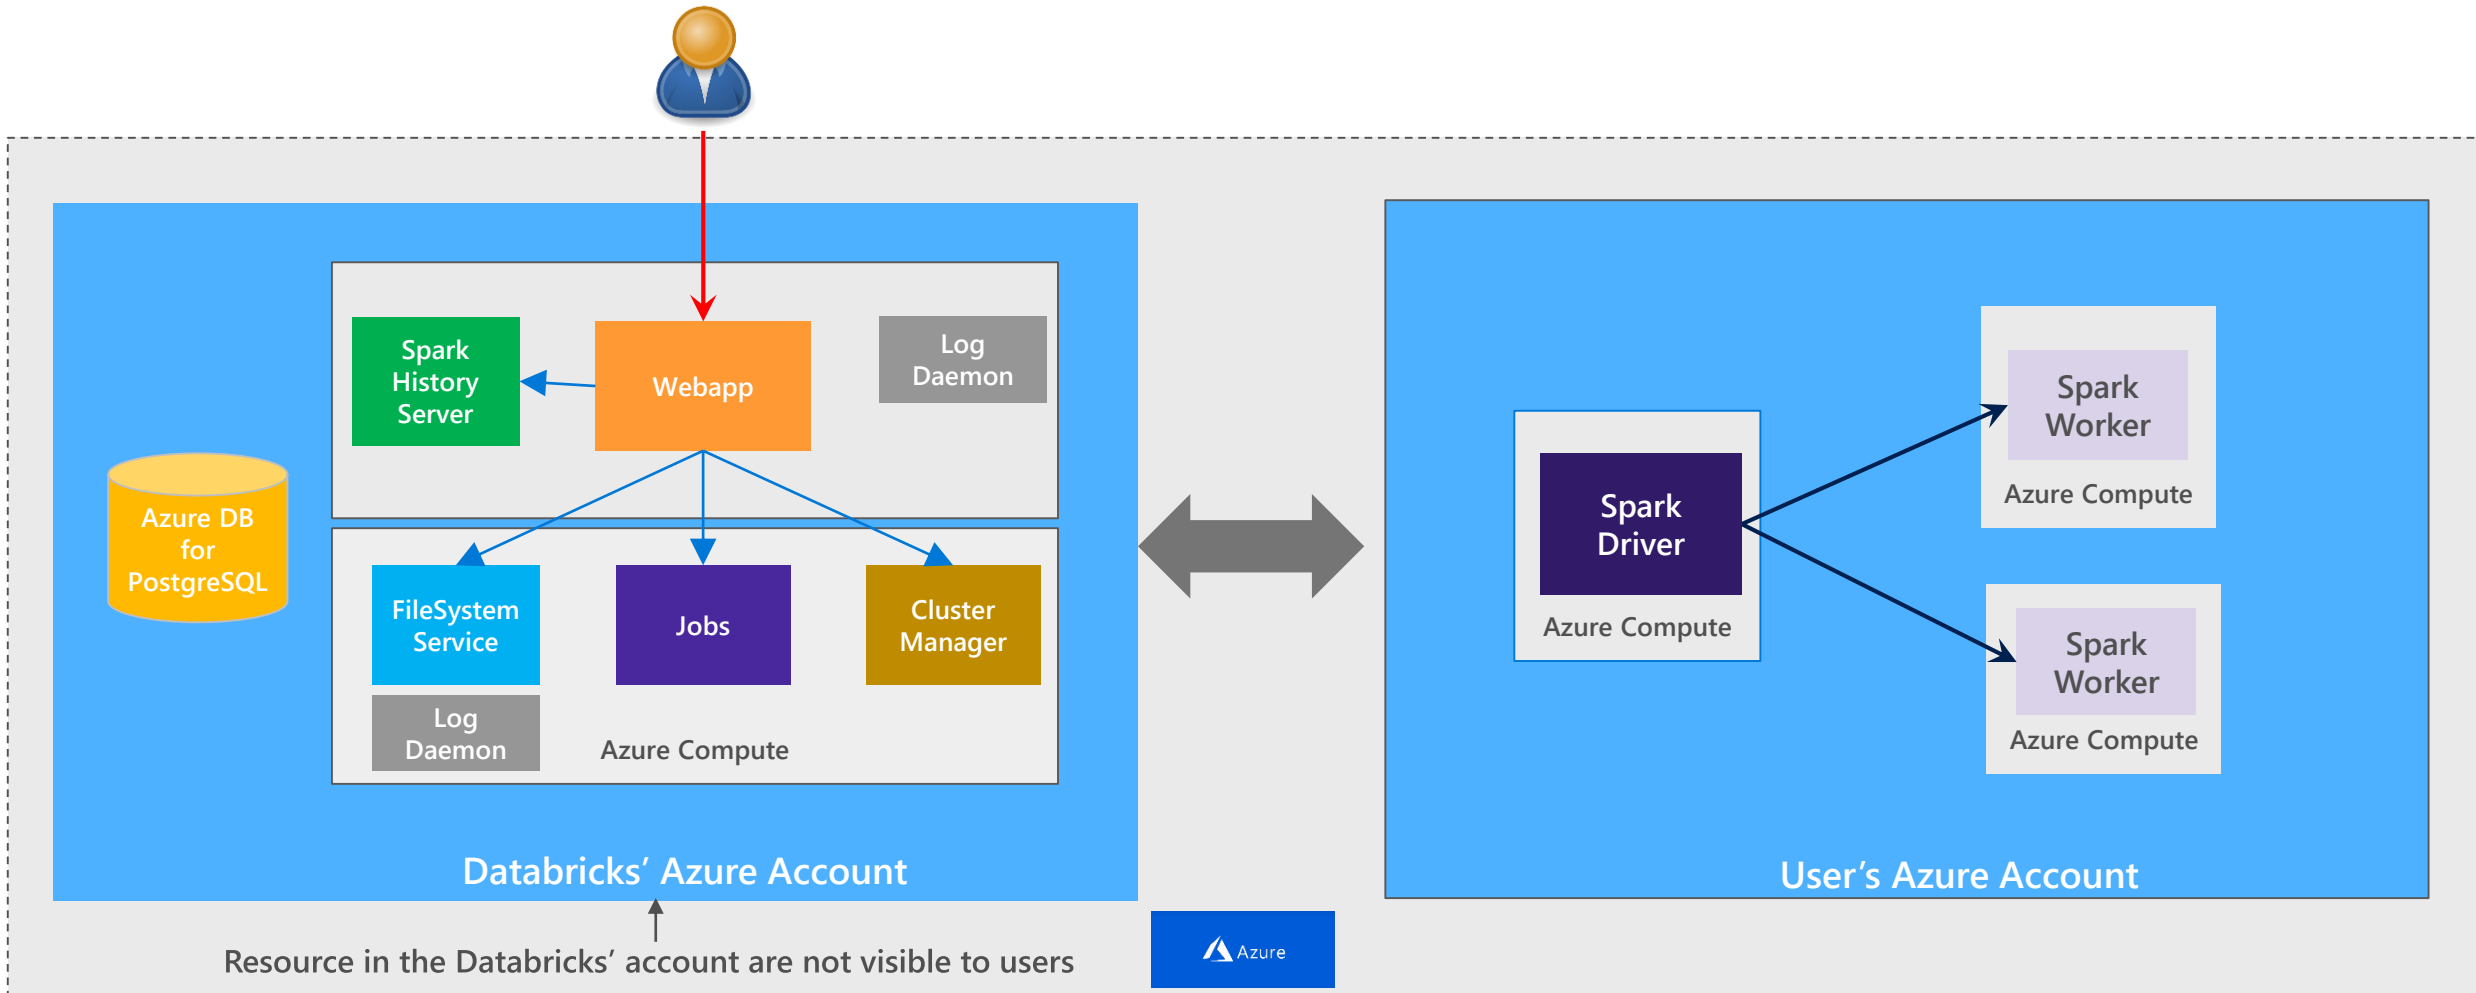 Spark
History
Server
Webapp
Log
Daemon
Azure DB
for
PostgreSQL
FileSystem
Service
Jobs
Cluster
Manager
Log
Daemon
Azure Compute
Databricks’ Azure Account
Resource in the Databricks’ account are not visible to users
Azure
Spark
Driver
Azure Compute
Spark
Worker
Azure Compute
Spark
Worker
Azure Compute
User’s Azure Account